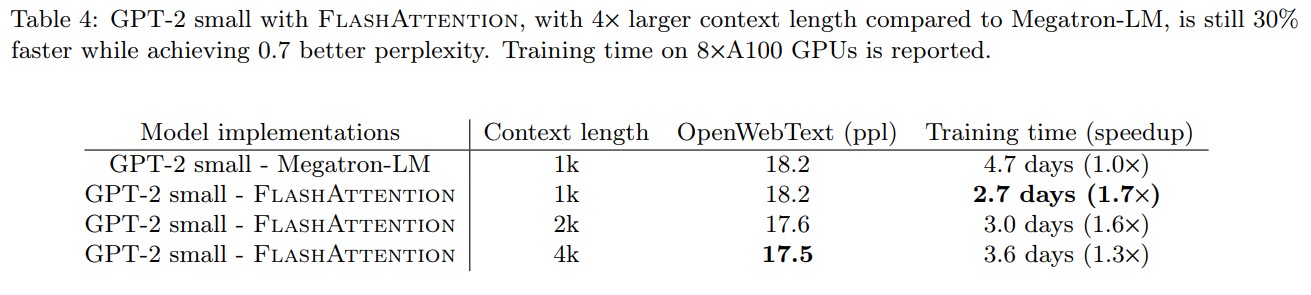 Table 4: GPT-2 small with FLASHATTENTION, with 4× larger context length compared to Megatron-LM, is still 30%
faster while achieving 0.7 better perplexity. Training time on 8×A100 GPUs is reported.
Model implementations Context length OpenWebText (ppl) Training time (speedup)
GPT-2 small - Megatron-LM 1k 18.2 4.7 days (1.0×)
GPT-2 small - FLASHATTENTION 1k 18.2 2.7 days (1.7×)
GPT-2 small - FLASHATTENTION 2k 17.6 3.0 days (1.6×)
GPT-2 small - FLASHATTENTION 4k 17.5 3.6 days (1.3×)